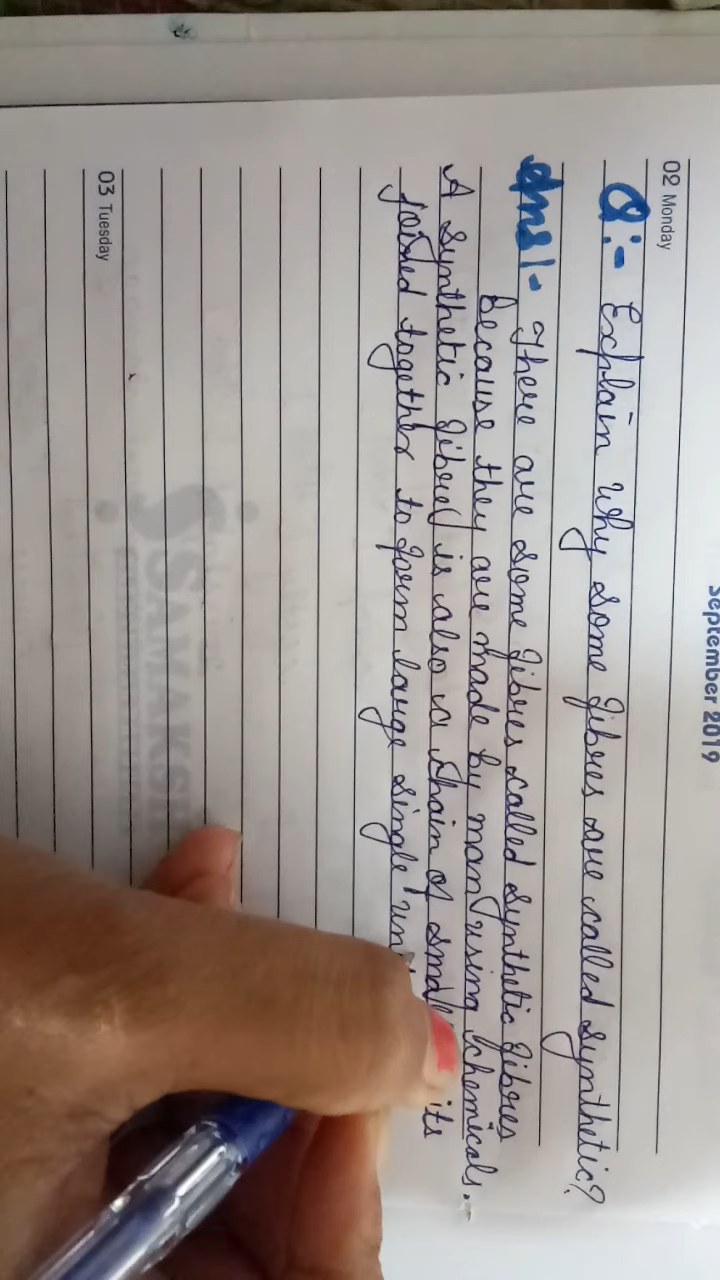 September 2019
02 Monday
Q:- Explain why some fibres are called synthetic?
Ans:- There are some fibres called synthetic fibres
Because they are made by man using chemicals.
A synthetic fibre is also a chain of small its
joined together to form large single
03 Tuesday
SAMAKSH